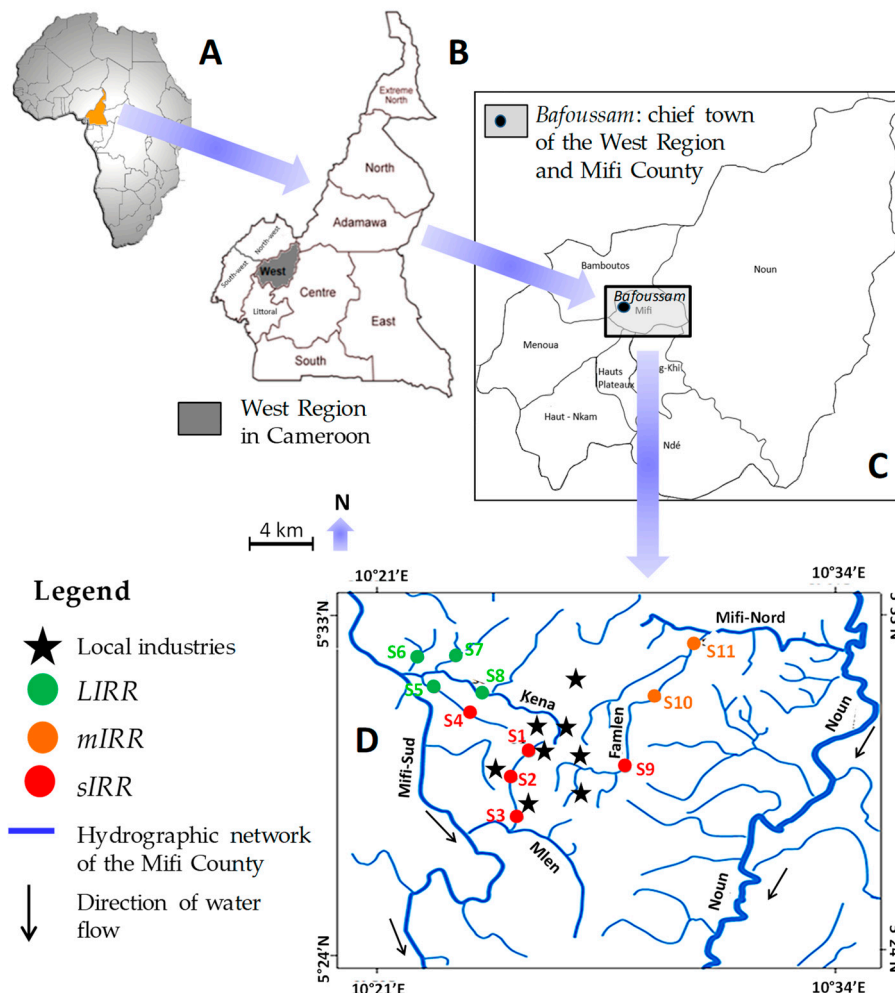 A
B
Extreme
North
North
Adamawa
North-west
South-west
West
Littoral
Centre
East
South
West Region
in Cameroon
Bafoussam: chief town
of the West Region
and Mifi County
Bamboutos
Noun
Bafoussam
Mifi
Menoua
Hauts
Plateaux
g-Khi
Haut - Nkam
Ndé
C
N
4 km
Legend
Local industries
LIRR
mIRR
sIRR
Hydrographic network
of the Mifi County
Direction of water
flow
10°21'E
10°34'E
5°33'N
Mifi-Nord
S6
S7
S11
S5
S8
S10
Kena
S4
D
S1
Famlen
Noun
Mifi-Sud
S2
S9
S3
Mlen
Noun
5°24'N
10°21'E
10°34'E